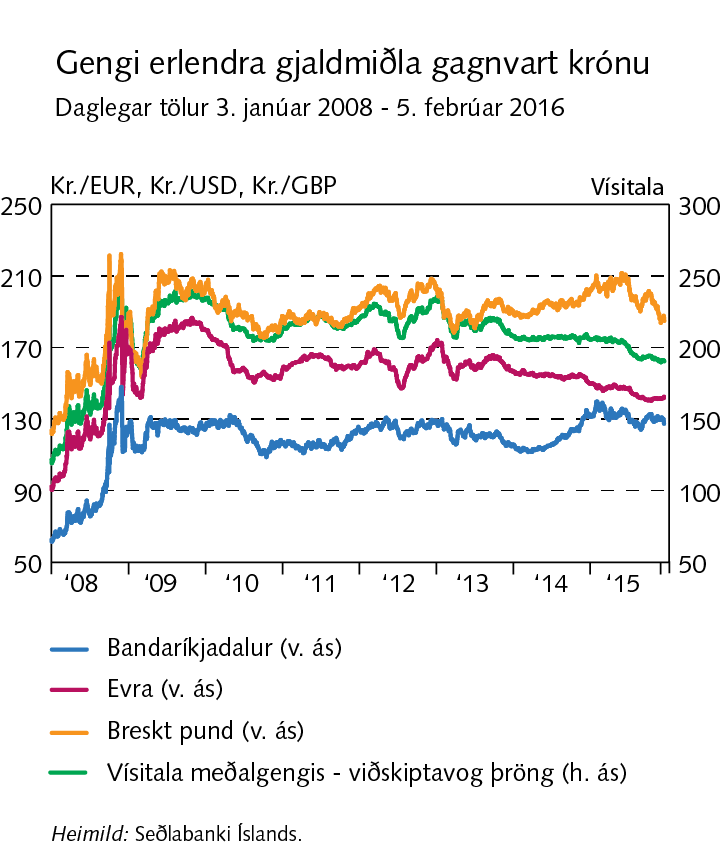 Gengi erlendra gjaldmiðla gagnvart krónu
Daglegar tölur 3. janúar 2008 - 5. febrúar 2016
Kr./EUR, Kr./USD, Kr./GBP Vísitala
250 300
210 250
170 200
130 150
90 100
50 50
‘08 ‘09 ‘10 ‘11 ‘12 ‘13 ‘14 ‘15
Bandaríkjadalur (v. ás)
Evra (v. ás)
Breskt pund (v. ás)
Vísitala meðalgengis - viðskiptavog þröng (h. ás)
Heimild: Seðlabanki Íslands.